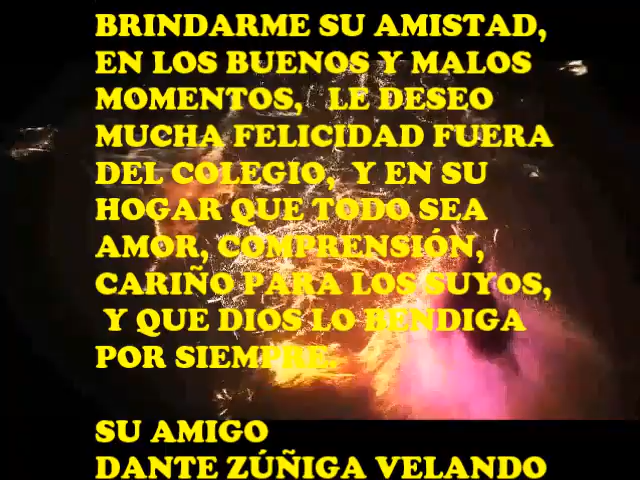 BRINDARME SU AMISTAD,
EN LOS BUENOS Y MALOS
MOMENTOS, LE DESEO
MUCHA FELICIDAD FUERA
DEL COLEGIO, Y EN SU
HOGAR QUE TODO SEA
AMOR, COMPRENSIÓN,
CARIÑO PARA LOS SUYOS,
Y QUE DIOS LO BENDIGA
POR SIEMPRE.
SU AMIGO
DANTE ZÚÑIGA VELANDO